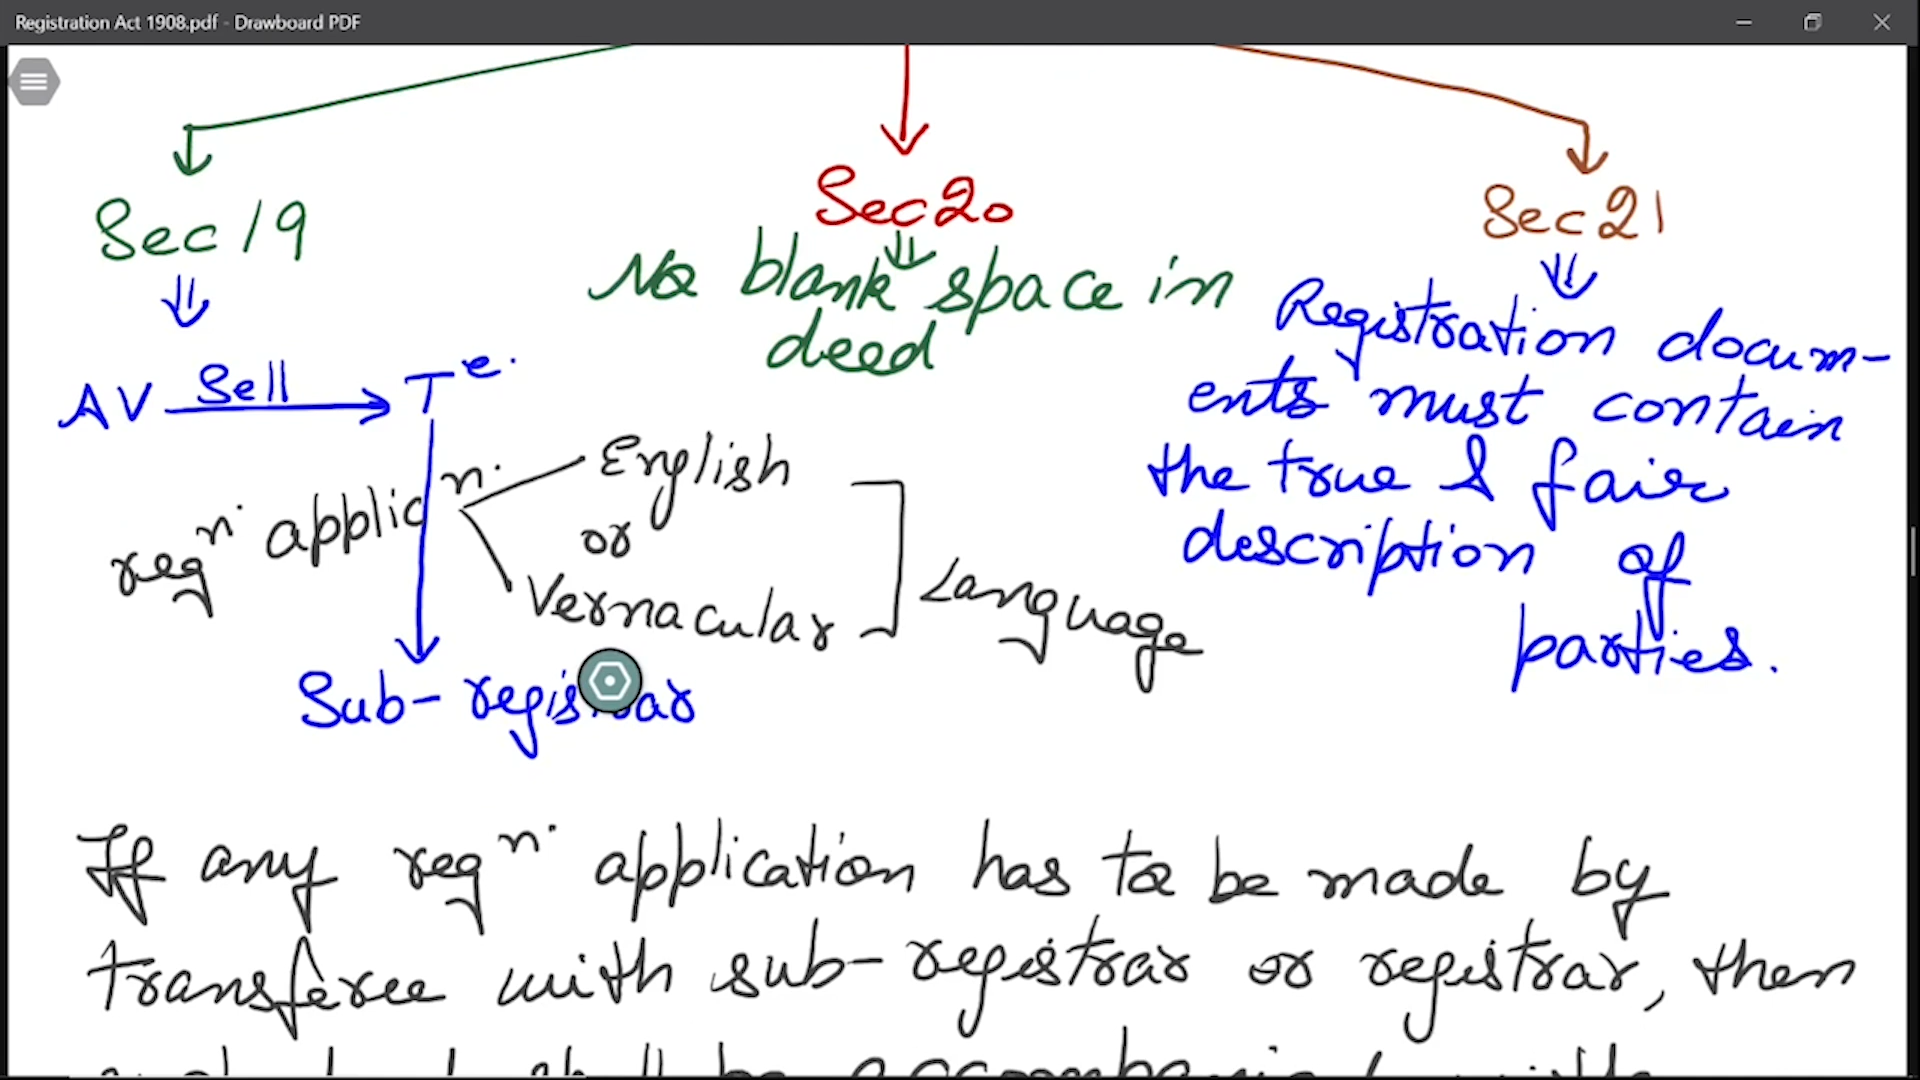 Registration Act 1908.pdf - Drawboard PDF
Sec 19
Sec 20
Sec 21
No blank space in
deed
Registration docum-
ents must contain
the true & fair
description of
parties.
AV Sell Te.
regn. applicn.
English
or
Vernacular
Language
Sub-registrar
If any regn. application has to be made by
transferee with sub-registrar or registrar, then